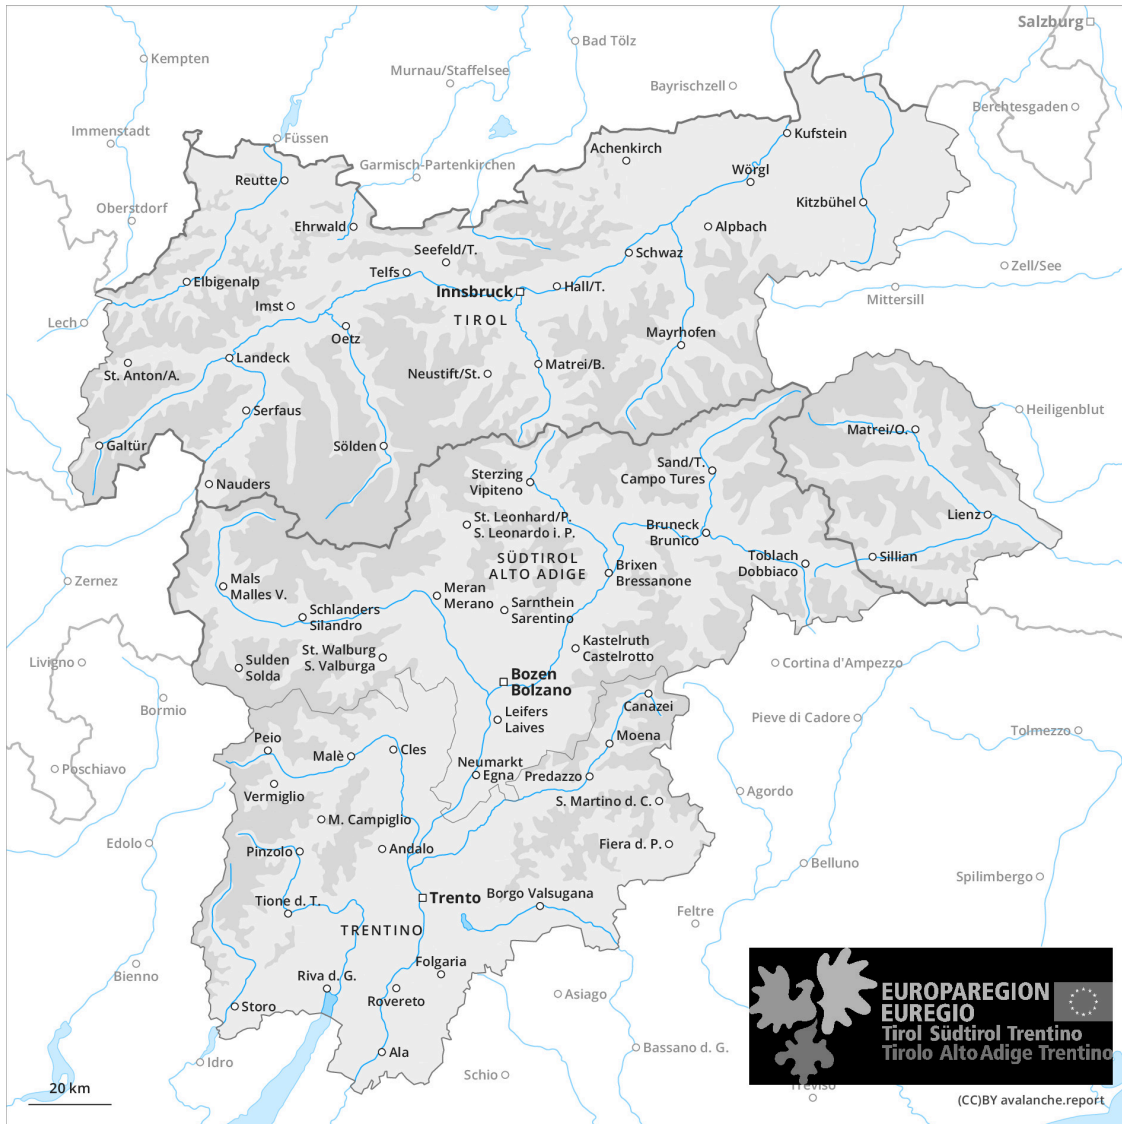 Salzburg
Bad Tölz
Kempten
Murnau/Staffelsee
Bayrischzell
Berchtesgaden
Immenstadt
Füssen
Kufstein
Achenkirch
Garmisch-Partenkirchen
Wörgl
Reutte
Kitzbühel
Oberstdorf
Ehrwald
Alpbach
Seefeld/T.
Schwaz
Telfs
Zell/See
Elbigenalp
Innsbruck
Hall/T.
Mittersill
Imst
TIROL
Lech
Oetz
Mayrhofen
Landeck
Matrei/B.
St. Anton/A.
Neustift/St.
Serfaus
Heiligenblut
Matrei/O.
Galtür
Sölden
Sand/T.
Campo Tures
Sterzing
Vipiteno
Nauders
St. Leonhard/P.
S. Leonardo i. P.
Lienz
Bruneck
Brunico
SÜDTIROL
ALTO ADIGE
Toblach
Dobbiaco
Sillian
Brixen
Bressanone
Zernez
Mals
Malles V.
Meran
Merano
Sarnthein
Sarentino
Schlanders
Silandro
Kastelruth
Castelrotto
St. Walburg
S. Valburga
Livigno
Sulden
Solda
Cortina d'Ampezzo
Bozen
Bolzano
Bormio
Canazei
Leifers
Laives
Pieve di Cadore
Tolmezzo
Peio
Moena
Malè
Cles
Neumarkt
Egna
Poschiavo
Predazzo
Vermiglio
Agordo
S. Martino d. C.
M. Campiglio
Edolo
Pinzolo
Andalo
Fiera d. P.
Belluno
Spilimbergo
Tione d. T.
Trento
Borgo Valsugana
Feltre
TRENTINO
Bienno
Folgaria
Riva d. G.
Rovereto
Asiago
Storo
EUROPAREGION
EUREGIO
Tirol Südtirol Trentino
Tirolo Alto Adige Trentino
Idro
Ala
Bassano d. G.
Schio
Treviso
20 km
(CC)BY avalanche.report